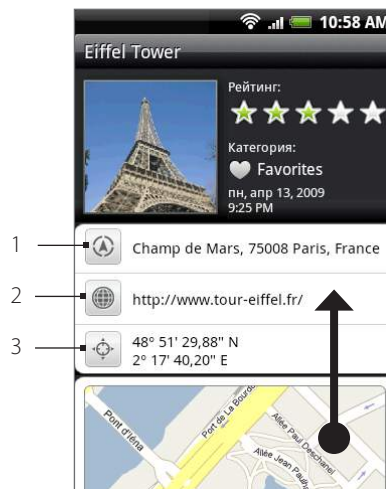 10:58 AM
Eiffel Tower
Рейтинг:
Категория:
Favorites
пн, апр 13, 2009
9:25 PM
1
Champ de Mars, 75008 Paris, France
2
http://www.tour-eiffel.fr/
3
48° 51' 29,88" N
2° 17' 40,20" E
Pont d'Iéna
Port de La Bourdo
Allée Paul Deschanel
Allée Jean Paulh